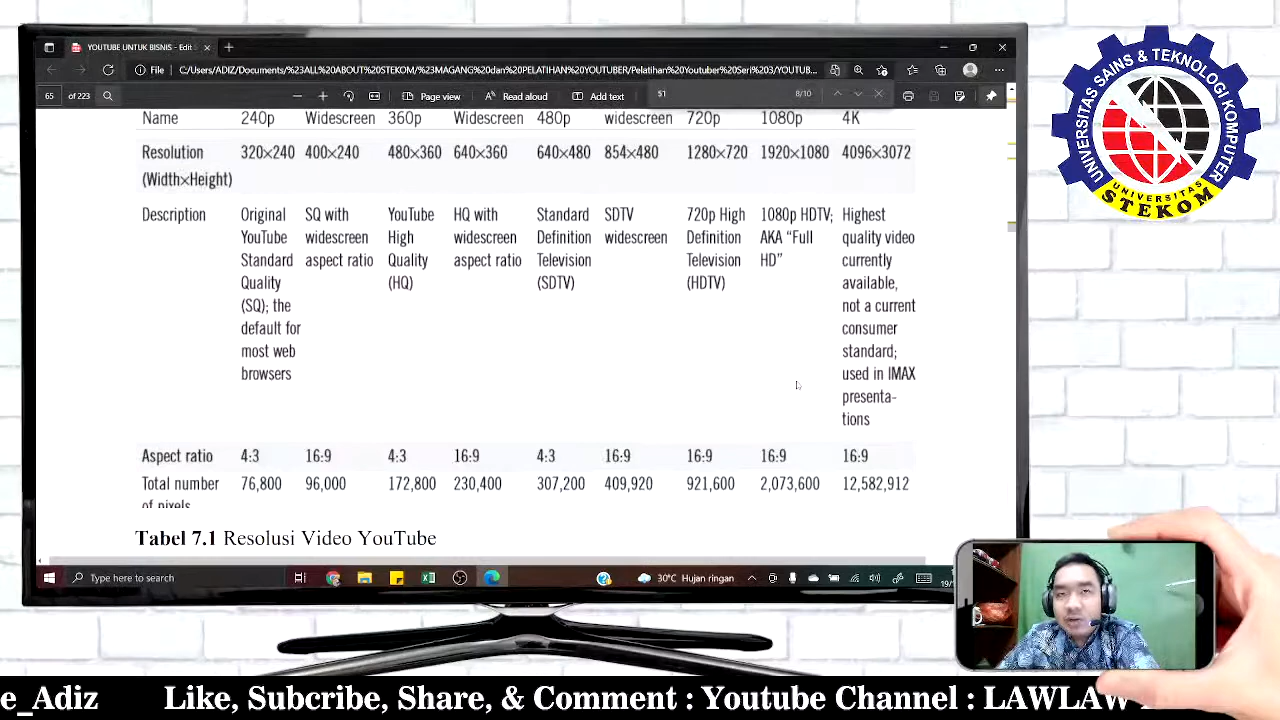 YOUTUBE UNTUK BISNIS - Edit
File C:/Users/ADIZ/Documents/%23ALL%20ABOUT%20STEKOM/%23MAGANG%20dan%20PELATIHAN%20YOUTUBER/Pelatihan%20Youtuber%20Seri%203/YOUTUB...
65 of 223 Page view Read aloud Add text 51 8/10
Name 240p Widescreen 360p Widescreen 480p widescreen 720p 1080p 4K
Resolution 320×240 400×240 480×360 640×360 640×480 854×480 1280×720 1920×1080 4096×3072
(Width×Height)
Description Original SQ with YouTube HQ with Standard SDTV 720p High 1080p HDTV; Highest
YouTube widescreen High widescreen Definition widescreen Definition AKA “Full quality video
Standard aspect ratio Quality aspect ratio Television Television HD” currently
Quality (HQ) (SDTV) (HDTV) available,
(SQ); the not a current
default for consumer
most web standard;
browsers used in IMAX
presenta-
tions
Aspect ratio 4:3 16:9 4:3 16:9 4:3 16:9 16:9 16:9 16:9
Total number 76,800 96,000 172,800 230,400 307,200 409,920 921,600 2,073,600 12,582,912
of pixels
Tabel 7.1 Resolusi Video YouTube
Type here to search 30°C Hujan ringan
19/
UNIVERSITAS SAINS & TEKNOLOGI KOMPUTER
UNIVERSITAS
STEKOM
e_Adiz Like, Subcribe, Share, & Comment : Youtube Channel : LAWLAW